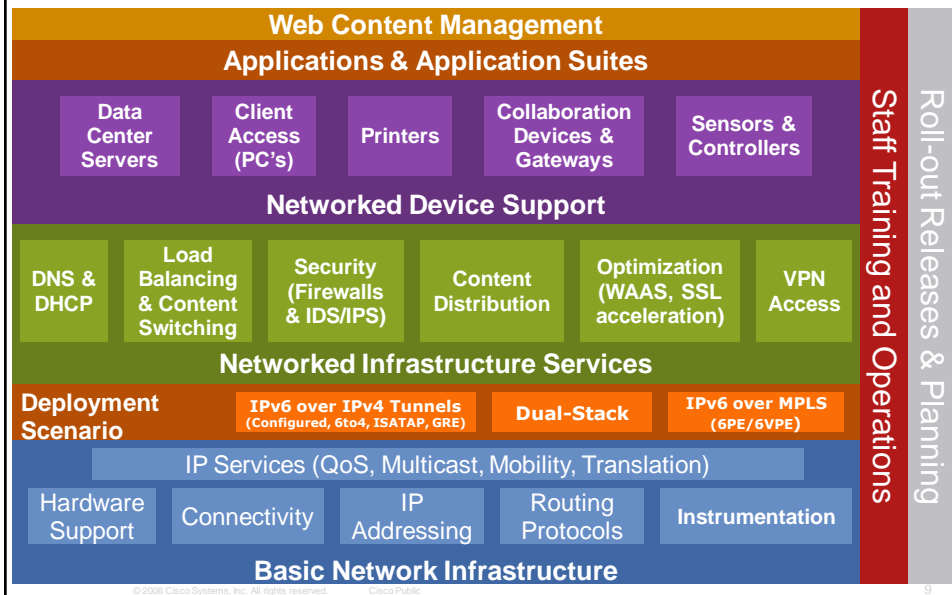 Web Content Management
Applications & Application Suites
Data
Center
Servers
Client
Access
(PC's)
Printers
Collaboration
Devices &
Gateways
Sensors &
Controllers
Networked Device Support
DNS &
DHCP
Load
Balancing
& Content
Switching
Security
(Firewalls
& IDS/IPS)
Content
Distribution
Optimization
(WAAS, SSL
acceleration)
VPN
Access
Networked Infrastructure Services
Deployment
Scenario
IPv6 over IPv4 Tunnels
(Configured, 6to4, ISATAP, GRE)
Dual-Stack
IPv6 over MPLS
(6PE/6VPE)
IP Services (QoS, Multicast, Mobility, Translation)
Hardware
Support
Connectivity
IP
Addressing
Routing
Protocols
Instrumentation
Basic Network Infrastructure
Staff Training and Operations
Roll-out Releases & Planning
© 2008 Cisco Systems, Inc. All rights reserved. Cisco Public 9